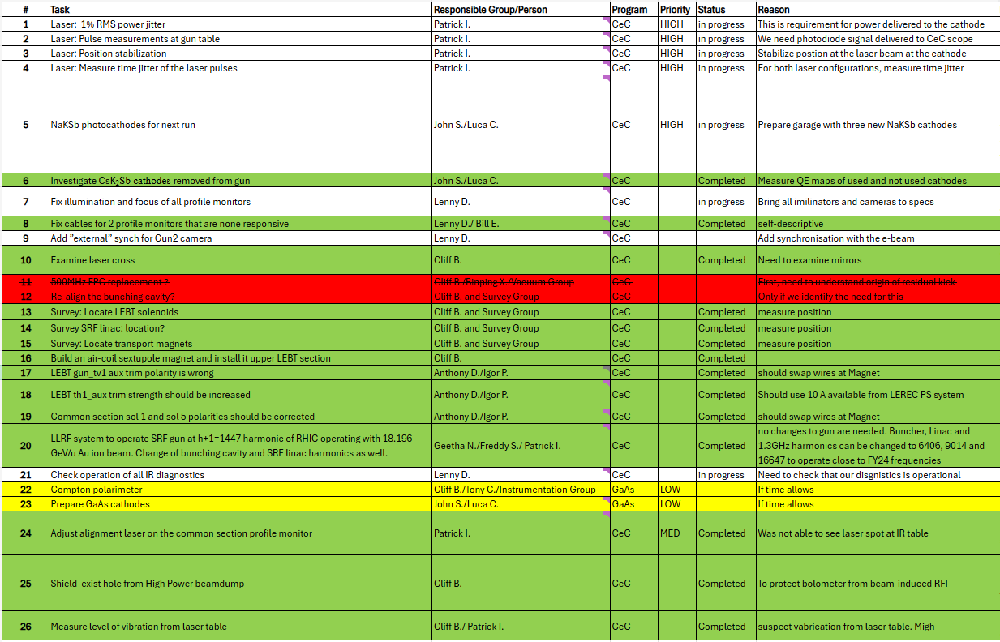 # Task Responsible Group/Person Program Priority Status Reason
1 Laser: 1% RMS power jitter Patrick I. CeC HIGH in progress This is requirement for power delivered to the cathode
2 Laser: Pulse measurements at gun table Patrick I. CeC HIGH in progress We need photodiode signal delivered to CeC scope
3 Laser: Position stabilization Patrick I. CeC HIGH in progress Stabilize postion at the laser beam at the cathode
4 Laser: Measure time jitter of the laser pulses Patrick I. CeC HIGH in progress For both laser configurations, measure time jitter
5 NaKSb photocathodes for next run John S./Luca C. CeC HIGH in progress Prepare garage with three new NaKSb cathodes
6 Investigate CsK₂Sb cathodes removed from gun John S./Luca C. CeC Completed Measure QE maps of used and not used cathodes
7 Fix illumination and focus of all profile monitors Lenny D. CeC in progress Bring all imilinators and cameras to specs
8 Fix cables for 2 profile monitors that are none responsive Lenny D./ Bill E. CeC Completed self-descriptive
9 Add "external" synch for Gun2 camera Lenny D. CeC Add synchronisation with the e-beam
10 Examine laser cross Cliff B. CeC Completed Need to examine mirrors
11 500MHz FPC replacement ? Cliff B./Binping X./Vacuum Group CeC First, need to understand origin of residual kick
12 Re-align the bunching cavity? Cliff B. and Survey Group CeC Only if we identify the need for this
13 Survey: Locate LEBT solenoids Cliff B. and Survey Group CeC Completed measure position
14 Survey SRF linac: location? Cliff B. and Survey Group CeC Completed measure position
15 Survey: Locate transport magnets Cliff B. and Survey Group CeC Completed measure position
16 Build an air-coil sextupole magnet and install it upper LEBT section Cliff B. CeC Completed
17 LEBT gun_tv1 aux trim polarity is wrong Anthony D./Igor P. CeC Completed should swap wires at Magnet
18 LEBT th1_aux trim strength should be increased Anthony D./Igor P. CeC Completed Should use 10 A available from LEREC PS system
19 Common section sol 1 and sol 5 polarities should be corrected Anthony D./Igor P. CeC Completed should swap wires at Magnet
20 LLRF system to operate SRF gun at h+1=1447 harmonic of RHIC operating with 18.196
GeV/u Au ion beam. Change of bunching cavity and SRF linac harmonics as well. Geetha N./Freddy S./ Patrick I. CeC Completed no changes to gun are needed. Buncher, Linac and
1.3GHz harmonics can be changed to 6406, 9014 and
16647 to operate close to FY24 frequencies
21 Check operation of all IR diagnostics Lenny D. CeC in progress Need to check that our disgnistics is operational
22 Compton polarimeter Cliff B./Tony C./Instrumentation Group GaAs LOW If time allows
23 Prepare GaAs cathodes John S./Luca C. GaAs LOW If time allows
24 Adjust alignment laser on the common section profile monitor Patrick I. CeC MED Completed Was not able to see laser spot at IR table
25 Shield exist hole from High Power beamdump Cliff B. CeC Completed To protect bolometer from beam-induced RFI
26 Measure level of vibration from laser table Cliff B./ Patrick I. CeC Completed suspect vabrication from laser table. Migh